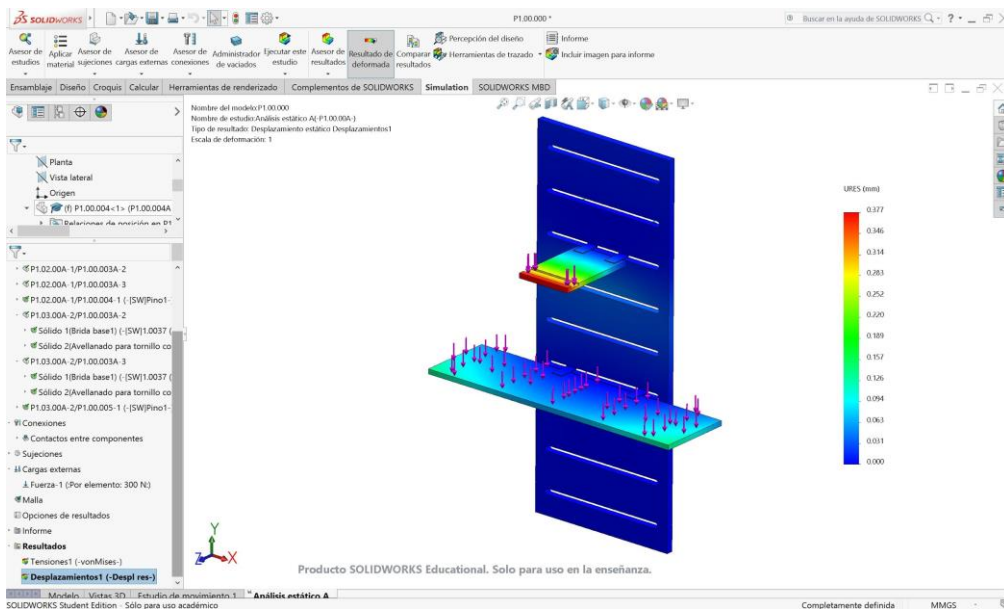 SOLIDWORKS
P1.00.000 *
Buscar en la ayuda de SOLIDWORKS
Asesor de estudios
Aplicar material
Asesor de sujeciones
Asesor de cargas externas
Asesor de conexiones
Administrador de vaciados
Ejecutar este estudio
Asesor de resultados
Resultado de deformada
Comparar resultados
Percepción del diseño
Herramientas de trazado
Informe
Incluir imagen para informe
Ensamblaje Diseño Croquis Calcular Herramientas de renderizado Complementos de SOLIDWORKS Simulation SOLIDWORKS MBD
Nombre del modelo:P1.00.000
Nombre de estudio:Análisis estático A(-P1.00.00A-)
Tipo de resultado: Desplazamiento estático Desplazamientos1
Escala de deformación: 1
Planta
Vista lateral
Origen
(f) P1.00.004<1> (P1.00.004A
Relaciones de posición en P1
P1.02.00A-1/P1.00.003A-2
P1.02.00A-1/P1.00.003A-3
P1.02.00A-1/P1.00.004-1 (-[SW]Pino1-
P1.03.00A-2/P1.00.003A-2
Sólido 1(Brida base1) (-[SW]1.0037 (
Sólido 2(Avellanado para tornillo co
P1.03.00A-2/P1.00.003A-3
Sólido 1(Brida base1) (-[SW]1.0037 (
Sólido 2(Avellanado para tornillo co
P1.03.00A-2/P1.00.005-1 (-[SW]Pino1-
Conexiones
Contactos entre componentes
Sujeciones
Cargas externas
Fuerza-1 (:Por elemento: 300 N:)
Malla
Opciones de resultados
Informe
Resultados
Tensiones1 (-vonMises-)
Desplazamientos1 (-Despl res-)
URES (mm)
0.377
0.346
0.314
0.283
0.252
0.220
0.189
0.157
0.126
0.094
0.063
0.031
0.000
Y
Z
X
Producto SOLIDWORKS Educational. Solo para uso en la enseñanza.
Modelo Vistas 3D Estudio de movimiento 1 Análisis estático A
SOLIDWORKS Student Edition - Sólo para uso académico
Completamente definida MMGS